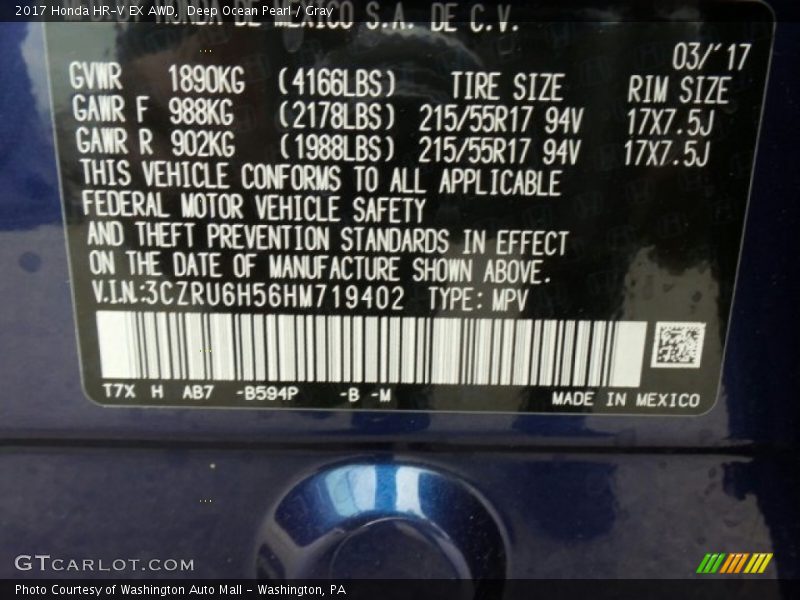 2017 Honda HR-V EX AWD, Deep Ocean Pearl / Gray
HONDA DE MEXICO S.A. DE C.V.
03/'17
GVWR 1890KG (4166LBS) TIRE SIZE RIM SIZE
GAWR F 988KG (2178LBS) 215/55R17 94V 17X7.5J
GAWR R 902KG (1988LBS) 215/55R17 94V 17X7.5J
THIS VEHICLE CONFORMS TO ALL APPLICABLE
FEDERAL MOTOR VEHICLE SAFETY
AND THEFT PREVENTION STANDARDS IN EFFECT
ON THE DATE OF MANUFACTURE SHOWN ABOVE.
V.I.N.:3CZRU6H56HM719402 TYPE: MPV
T7X H AB7 -B594P -B -M MADE IN MEXICO
GTCARLOT.COM
Photo Courtesy of Washington Auto Mall - Washington, PA